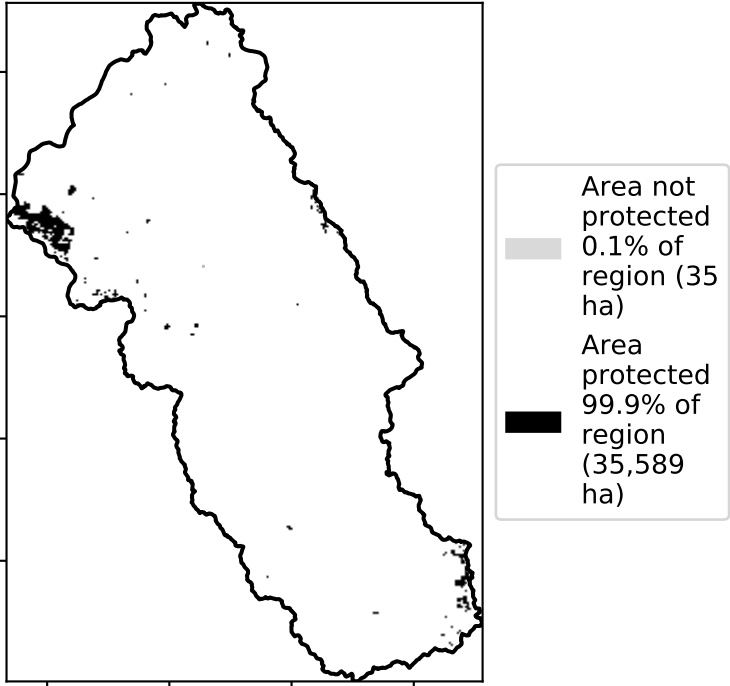 Area not
protected
0.1% of
region (35
ha)
Area
protected
99.9% of
region
(35,589
ha)